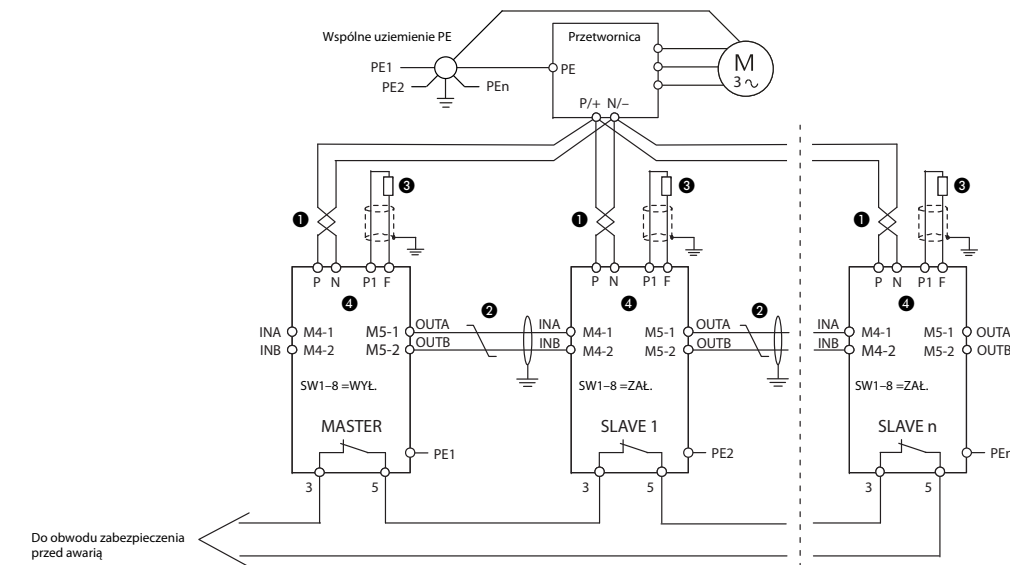 Wspólne uziemienie PE
Przetwornica
PE1
PE2
PEn
PE
M
3 ∿
P/+ N/–
❶ ❸ ❶ ❸ ❶ ❸
P N P1 F
P N P1 F
P N P1 F
❹ ❹ ❹
❷ ❷
INA M4-1 M5-1 OUTA
INB M4-2 M5-2 OUTB
SW1–8 =WYŁ.
MASTER
PE1
3 5
INA M4-1 M5-1 OUTA
INB M4-2 M5-2 OUTB
SW1–8 =ZAŁ.
SLAVE 1
PE2
3 5
INA M4-1 M5-1 OUTA
INB M4-2 M5-2 OUTB
SW1–8 =ZAŁ.
SLAVE n
PEn
3 5
Do obwodu zabezpieczenia
przed awarią